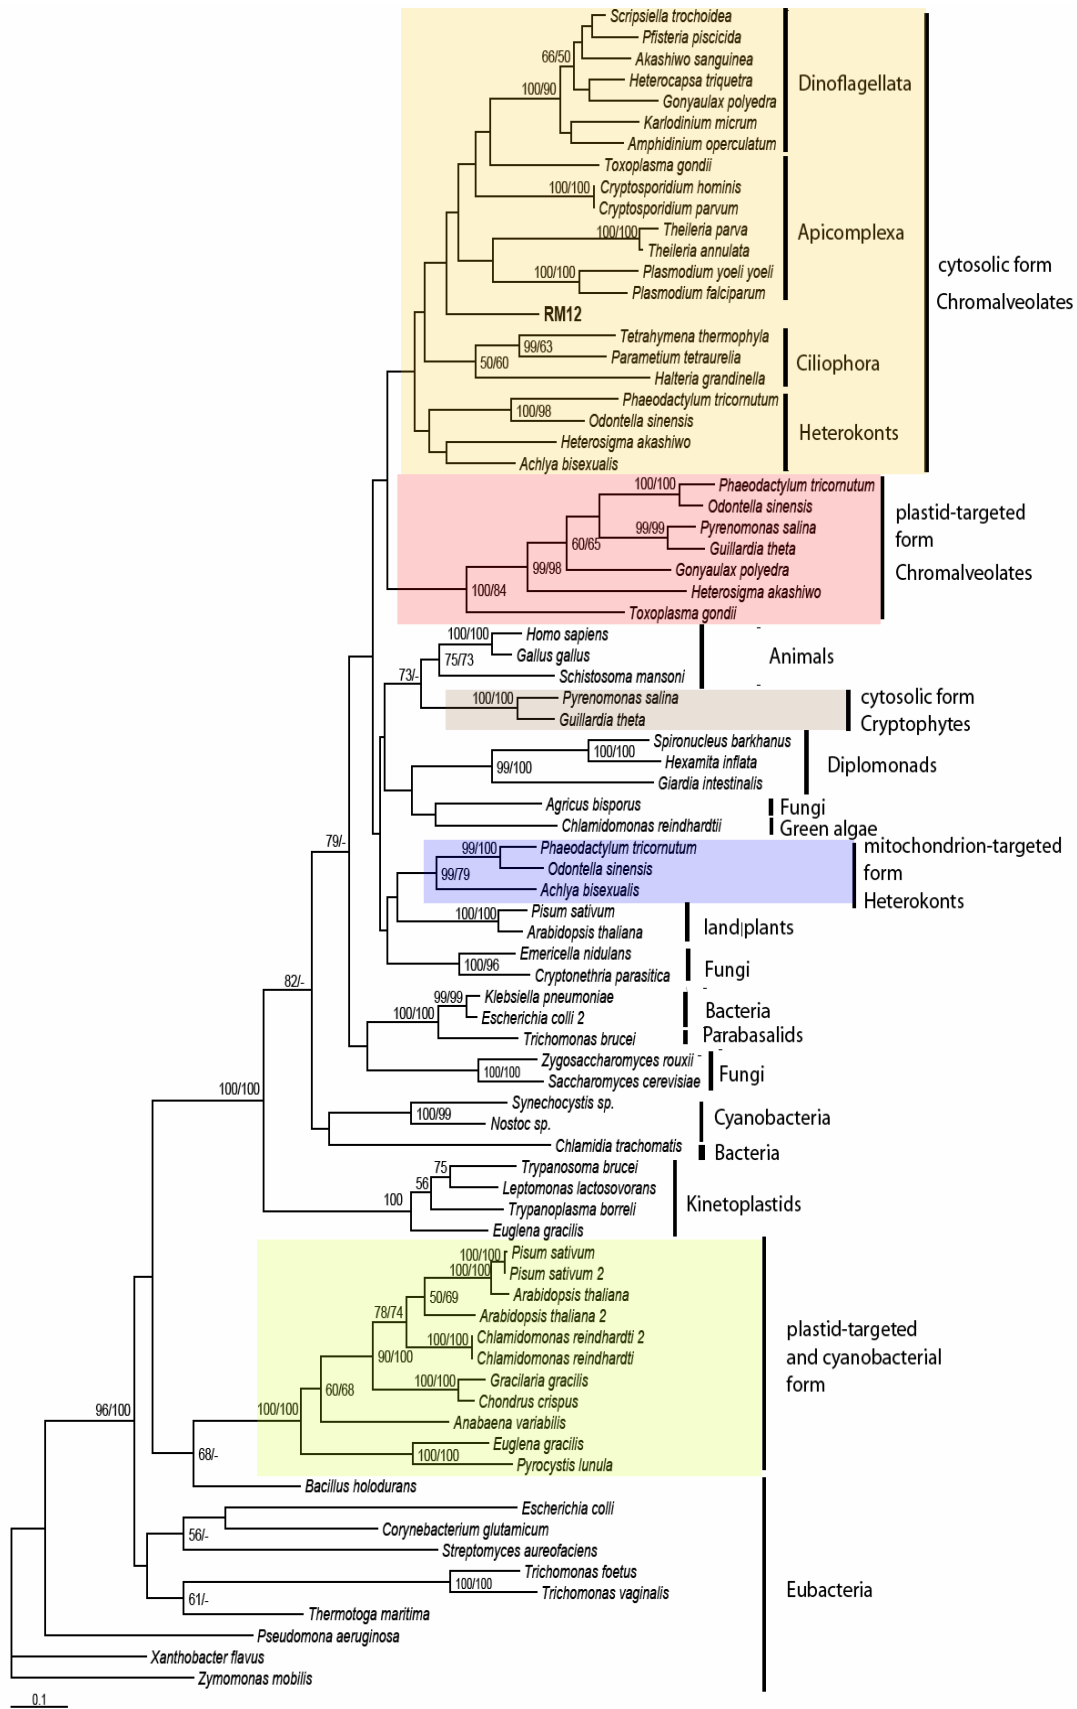 Scripsiella trochoidea
Pfisteria piscicida
66/50
Akashiwo sanguinea
Heterocapsa triquetra
Dinoflagellata
100/90
Gonyaulax polyedra
Karlodinium micrum
Amphidinium operculatum
Toxoplasma gondii
100/100
Cryptosporidium hominis
Cryptosporidium parvum
100/100
Theileria parva
Apicomplexa
Theileria annulata
cytosolic form
100/100
Plasmodium yoeli yoeli
Plasmodium falciparum
Chromalveolates
RM12
Tetrahymena thermophyla
99/63
Parametium tetraurelia
50/60
Ciliophora
Halteria grandinella
Phaeodactylum tricornutum
100/98
Odontella sinensis
Heterokonts
Heterosigma akashiwo
Achlya bisexualis
100/100
Phaeodactylum tricornutum
Odontella sinensis
plastid-targeted
99/99
Pyrenomonas salina
form
60/65
Guillardia theta
99/98
Gonyaulax polyedra
Chromalveolates
100/84
Heterosigma akashiwo
Toxoplasma gondii
100/100
Homo sapiens
75/73
Gallus gallus
Animals
73/-
Schistosoma mansoni
100/100
Pyrenomonas salina
cytosolic form
Guillardia theta
Cryptophytes
Spironucleus barkhanus
100/100
Hexamita inflata
99/100
Diplomonads
Giardia intestinalis
Agricus bisporus
Fungi
Chlamidomonas reindhardtii
Green algae
99/100
Phaeodactylum tricornutum
mitochondrion-targeted
79/-
Odontella sinensis
form
99/79
Achlya bisexualis
Heterokonts
100/100
Pisum sativum
Arabidopsis thaliana
land plants
Emericella nidulans
100/96
Cryptonethria parasitica
Fungi
82/-
99/99
Klebsiella pneumoniae
100/100
Escherichia colli 2
Bacteria
Trichomonas brucei
Parabasalids
Zygosaccharomyces rouxii
100/100
Saccharomyces cerevisiae
Fungi
100/100
Synechocystis sp.
100/99
Nostoc sp.
Cyanobacteria
Chlamidia trachomatis
Bacteria
75
Trypanosoma brucei
56
Leptomonas lactosovorans
100
Trypanoplasma borreli
Kinetoplastids
Euglena gracilis
100/100
Pisum sativum
100/100
Pisum sativum 2
50/69
Arabidopsis thaliana
78/74
Arabidopsis thaliana 2
plastid-targeted
100/100
Chlamidomonas reindhardti 2
90/100
Chlamidomonas reindhardti
and cyanobacterial
100/100
Gracilaria gracilis
form
60/68
Chondrus crispus
100/100
Anabaena variabilis
96/100
Euglena gracilis
68/-
100/100
Pyrocystis lunula
Bacillus holodurans
Escherichia colli
56/-
Corynebacterium glutamicum
Streptomyces aureofaciens
Trichomonas foetus
100/100
Trichomonas vaginalis
Eubacteria
61/-
Thermotoga maritima
Pseudomona aeruginosa
Xanthobacter flavus
Zymomonas mobilis
0.1